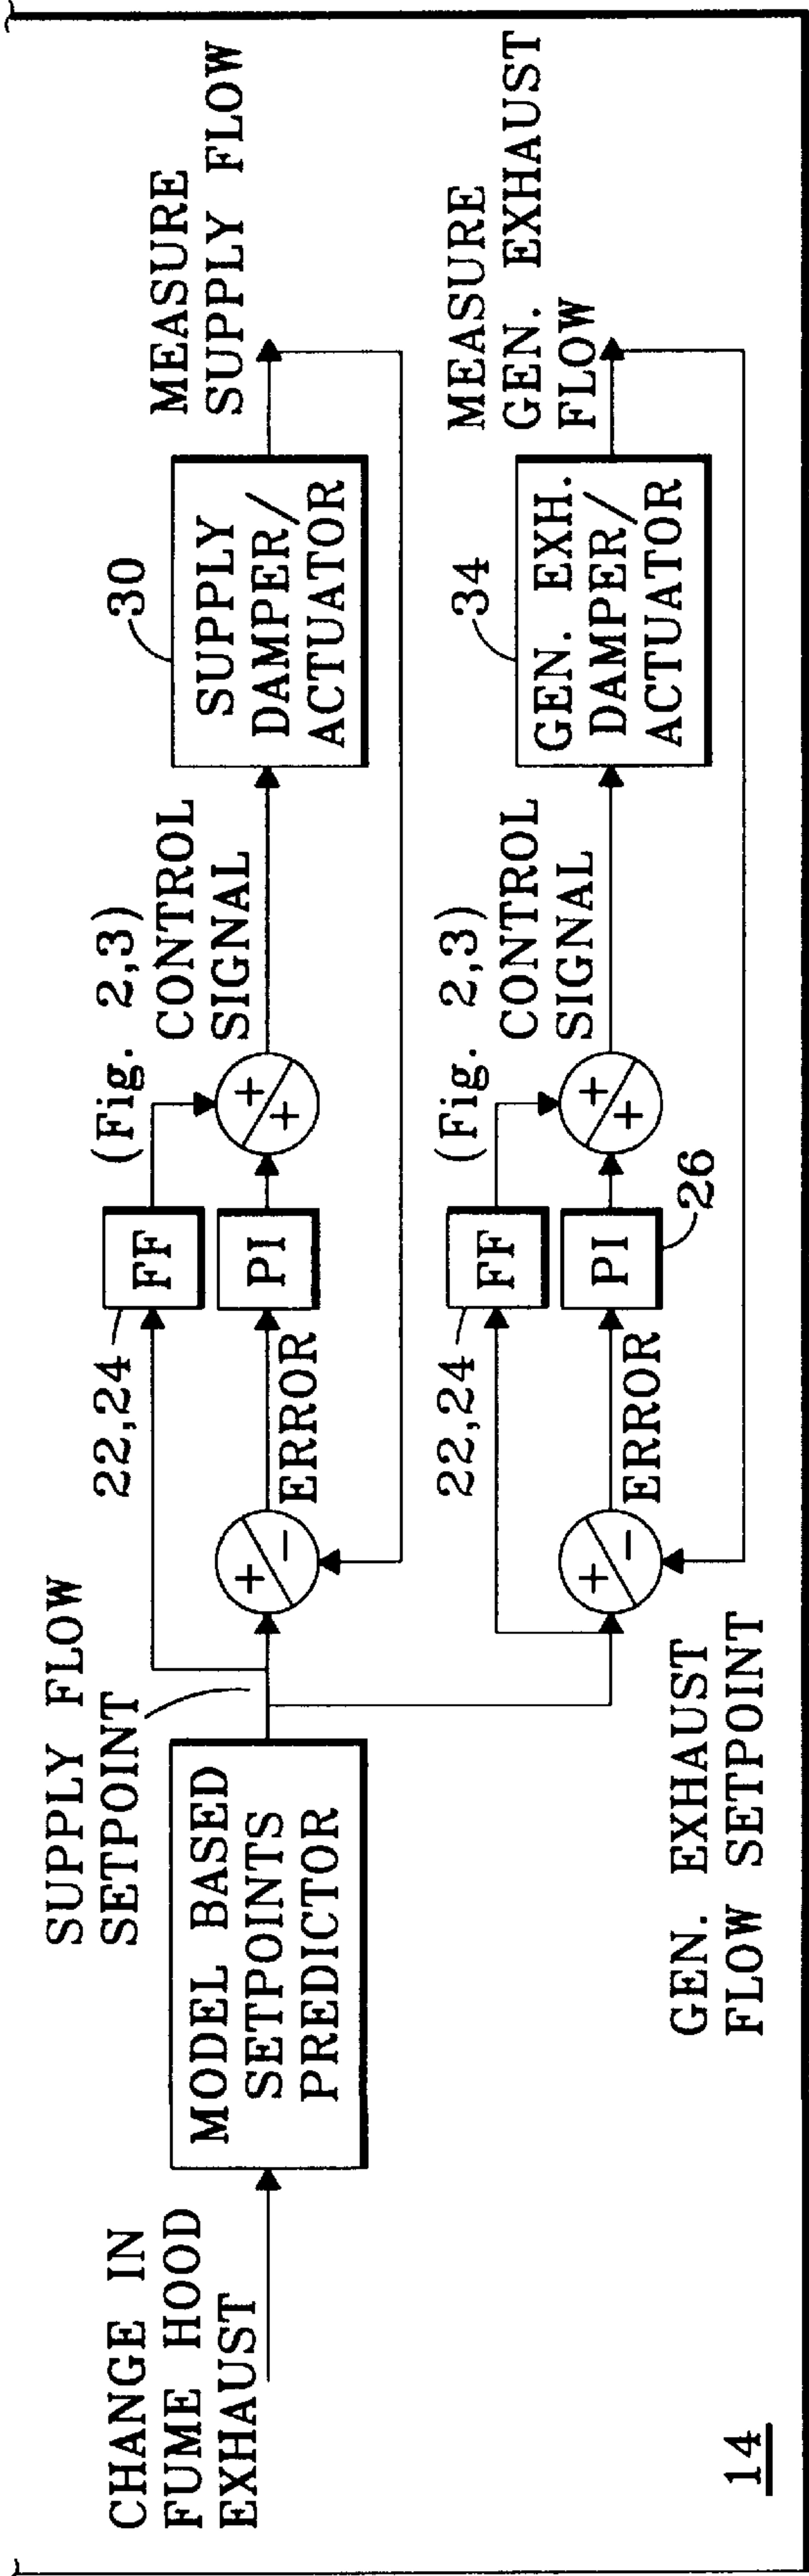 CHANGE IN
FUME HOOD
EXHAUST
MODEL BASED
SETPOINTS
PREDICTOR
SUPPLY FLOW
SETPOINT
+
−
ERROR
22,24
FF
PI
(Fig. 2,3)
+
+
CONTROL
SIGNAL
30
SUPPLY
DAMPER/
ACTUATOR
MEASURE
SUPPLY FLOW
GEN. EXHAUST
FLOW SETPOINT
+
−
ERROR
22,24
FF
PI
26
(Fig. 2,3)
+
+
CONTROL
SIGNAL
34
GEN. EXH.
DAMPER/
ACTUATOR
MEASURE
GEN. EXHAUST
FLOW
14